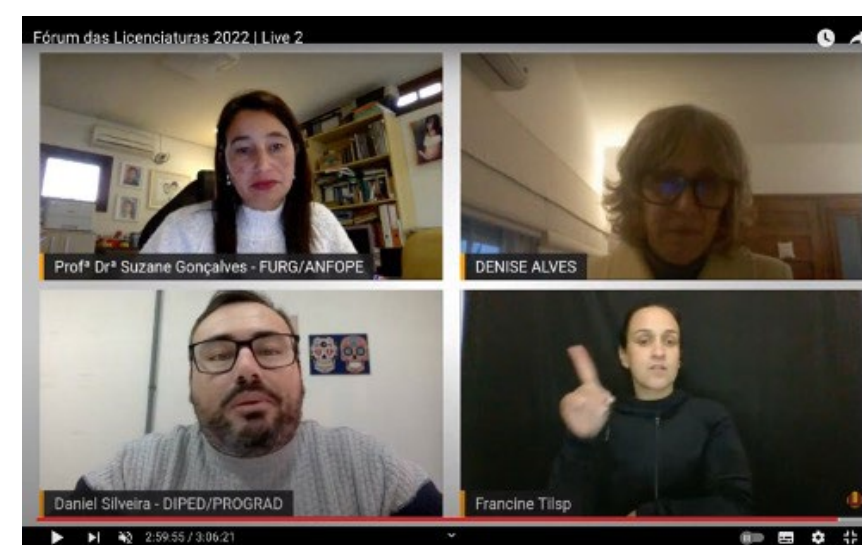 Fórum das Licenciaturas 2022 | Live 2
Profª Drª Suzane Gonçalves - FURG/ANFOPE
DENISE ALVES
Daniel Silveira - DIPED/PROGRAD
Francine Tilsp
2:59:55 / 3:06:21